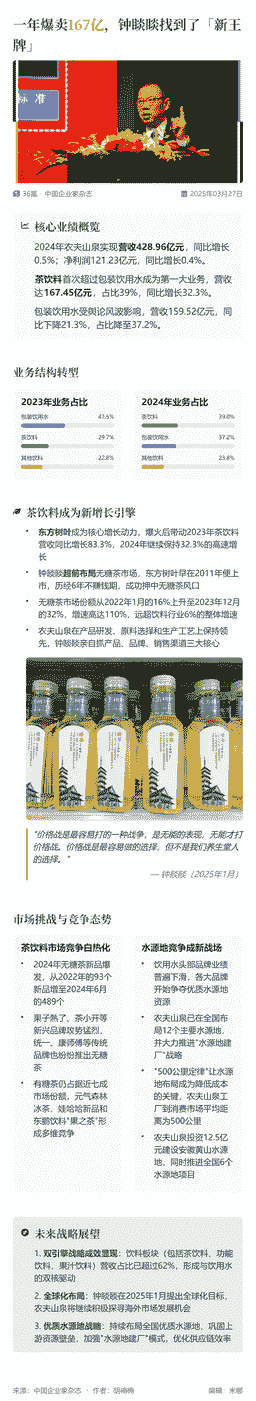 一年爆卖167亿，钟睒睒找到了「新王
牌」
标 准
36氪 · 中国企业家杂志
2025年03月27日
核心业绩概览
2024年农夫山泉实现营收428.96亿元，同比增长
0.5%；净利润121.23亿元，同比增长0.4%。
茶饮料首次超过包装饮用水成为第一大业务，营收
达167.45亿元，占比39%，同比增长32.3%。
包装饮用水受舆论风波影响，营收159.52亿元，同
比下降21.3%，占比降至37.2%。
业务结构转型
2023年业务占比
包装饮用水 47.5%
茶饮料 29.7%
其他饮料 22.8%
2024年业务占比
茶饮料 39.0%
包装饮用水 37.2%
其他饮料 23.8%
茶饮料成为新增长引擎
东方树叶成为核心增长动力，爆火后带动2023年茶饮料
营收同比增长83.3%，2024年继续保持32.3%的高速增
长
钟睒睒超前布局无糖茶市场，东方树叶早在2011年便上
市，历经6年不赚钱期，成功押中无糖茶风口
无糖茶市场份额从2022年1月的16%上升至2023年12月
的32%，增速高达110%，远超饮料行业6%的整体增速
农夫山泉在产品研发、原料选择和生产工艺上保持领
先，钟睒睒亲自抓产品、品牌、销售渠道三大核心
"价格战是最容易打的一种战争，是无能的表现，无能才打
价格战。价格战是最容易做的选择，但不是我们养生堂人
的选择。"
— 钟睒睒（2025年1月）
市场挑战与竞争态势
茶饮料市场竞争白热化
2024年无糖茶新品爆
发，从2022年的93个
新品增至2024年6月
的489个
果子熟了、茶小开等
新兴品牌攻势猛烈，
统一、康师傅等传统
品牌也纷纷推出无糖
茶
有糖茶仍占据近七成
市场份额，元气森林
冰茶、娃哈哈新品和
东鹏饮料"果之茶"形
成多维竞争
水源地竞争成新战场
饮用水头部品牌业绩
普遍下滑，各大品牌
开始争夺优质水源地
资源
农夫山泉已在全国布
局12个主要水源地，
并大力推进"水源地建
厂"战略
"500公里定律"让水源
地布局成为降低成本
的关键，农夫山泉工
厂到消费市场平均距
离为500公里
农夫山泉投资12.5亿
元建设安徽黄山水源
地，同时推进全国6个
水源地项目
未来战略展望
1. 双引擎战略成效显现：饮料板块（包括茶饮料、功能
饮料、果汁饮料）营收占比已超过62%，形成与饮用水
的双核驱动
2. 全球化布局：钟睒睒在2025年1月提出全球化目标，
农夫山泉将继续积极探寻海外市场发展机会
3. 优质水源地战略：持续布局全国优质水源地，巩固上
游资源壁垒，加强"水源地建厂"模式，优化供应链效率
来源：中国企业家杂志 · 作者：胡楠楠
编辑：米娜